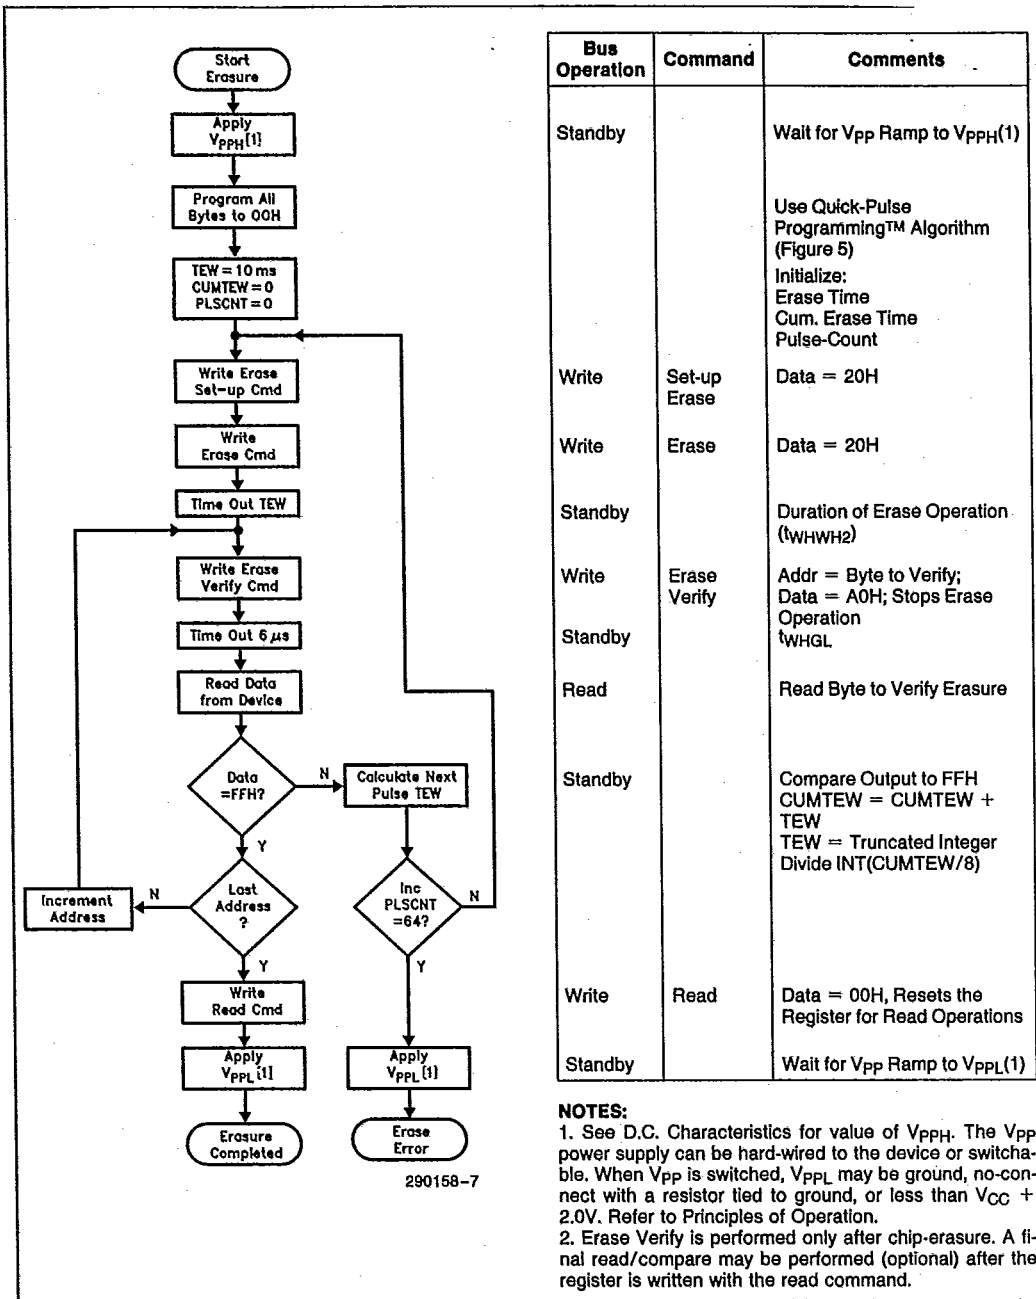 Start
Erasure
Apply
VPPH[1]
Program All
Bytes to 00H
TEW = 10 ms
CUMTEW = 0
PLSCNT = 0
Write Erase
Set-up Cmd
Write
Erase Cmd
Time Out TEW
Write Erase
Verify Cmd
Time Out 6 μs
Read Data
from Device
Data
=FFH?
N
Calculate Next
Pulse TEW
Y
Increment
Address
N
Last
Address
?
Inc
PLSCNT
=64?
N
Y
Y
Write
Read Cmd
Apply
VPPL[1]
Apply
VPPL[1]
Erasure
Completed
Erase
Error
290158-7
Bus
Operation
Command
Comments
Standby
Wait for VPP Ramp to VPPH(1)
Use Quick-Pulse
Programming™ Algorithm
(Figure 5)
Initialize:
Erase Time
Cum. Erase Time
Pulse-Count
Write
Set-up
Erase
Data = 20H
Write
Erase
Data = 20H
Standby
Duration of Erase Operation
(tWHWH2)
Write
Erase
Verify
Addr = Byte to Verify;
Data = A0H; Stops Erase
Operation
Standby
tWHGL
Read
Read Byte to Verify Erasure
Standby
Compare Output to FFH
CUMTEW = CUMTEW +
TEW
TEW = Truncated Integer
Divide INT(CUMTEW/8)
Write
Read
Data = 00H, Resets the
Register for Read Operations
Standby
Wait for VPP Ramp to VPPL(1)
NOTES:
1. See D.C. Characteristics for value of VPPH. The VPP
power supply can be hard-wired to the device or switcha-
ble. When VPP is switched, VPPL may be ground, no-con-
nect with a resistor tied to ground, or less than VCC +
2.0V. Refer to Principles of Operation.
2. Erase Verify is performed only after chip-erasure. A fi-
nal read/compare may be performed (optional) after the
register is written with the read command.